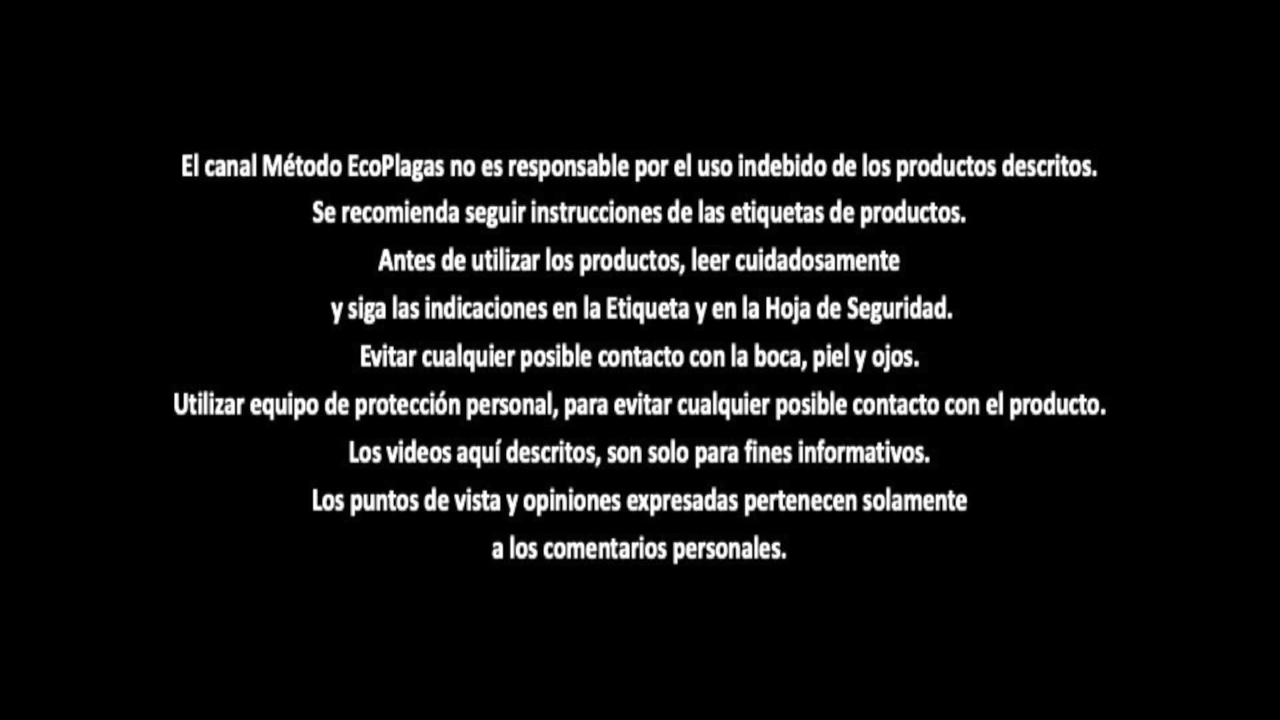 El canal Método EcoPlagas no es responsable por el uso indebido de los productos descritos.
Se recomienda seguir instrucciones de las etiquetas de productos.
Antes de utilizar los productos, leer cuidadosamente
y siga las indicaciones en la Etiqueta y en la Hoja de Seguridad.
Evitar cualquier posible contacto con la boca, piel y ojos.
Utilizar equipo de protección personal, para evitar cualquier posible contacto con el producto.
Los videos aquí descritos, son solo para fines informativos.
Los puntos de vista y opiniones expresadas pertenecen solamente
a los comentarios personales.